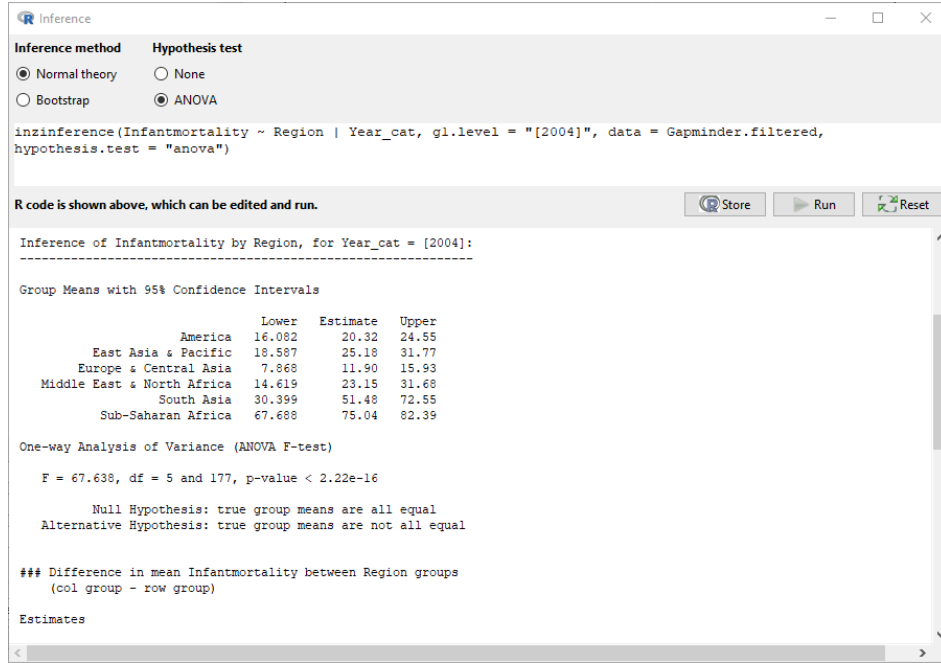 Inference
Inference method Hypothesis test
Normal theory None
Bootstrap ANOVA
inzinference(Infantmortality ~ Region | Year_cat, g1.level = "[2004]", data = Gapminder.filtered,
hypothesis.test = "anova")
R code is shown above, which can be edited and run. Store Run Reset
Inference of Infantmortality by Region, for Year_cat = [2004]:
--------------------------------------------------------------
Group Means with 95% Confidence Intervals
Lower Estimate Upper
America 16.082 20.32 24.55
East Asia & Pacific 18.587 25.18 31.77
Europe & Central Asia 7.868 11.90 15.93
Middle East & North Africa 14.619 23.15 31.68
South Asia 30.399 51.48 72.55
Sub-Saharan Africa 67.688 75.04 82.39
One-way Analysis of Variance (ANOVA F-test)
F = 67.638, df = 5 and 177, p-value < 2.22e-16
Null Hypothesis: true group means are all equal
Alternative Hypothesis: true group means are not all equal
### Difference in mean Infantmortality between Region groups
(col group - row group)
Estimates